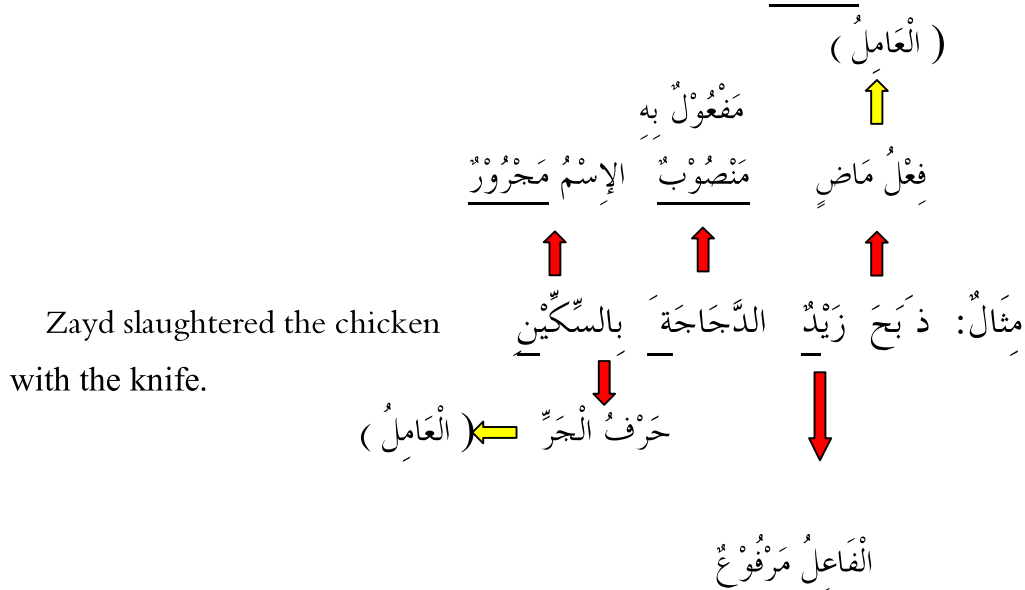 ( الْعَامِلُ )
مَفْعُوْلٌ بِهِ
فِعْلُ مَاضٍ مَنْصُوْبٌ الإِسْمُ مَجْرُوْرٌ
مِثَالٌ: ذَبَحَ زَيْدٌ الدَّجَاجَةَ بِالسِّكِّيْنِ Zayd slaughtered the chicken
with the knife.
حَرْفُ الْجَرِّ ( الْعَامِلُ )
الْفَاعِلُ مَرْفُوْعٌ